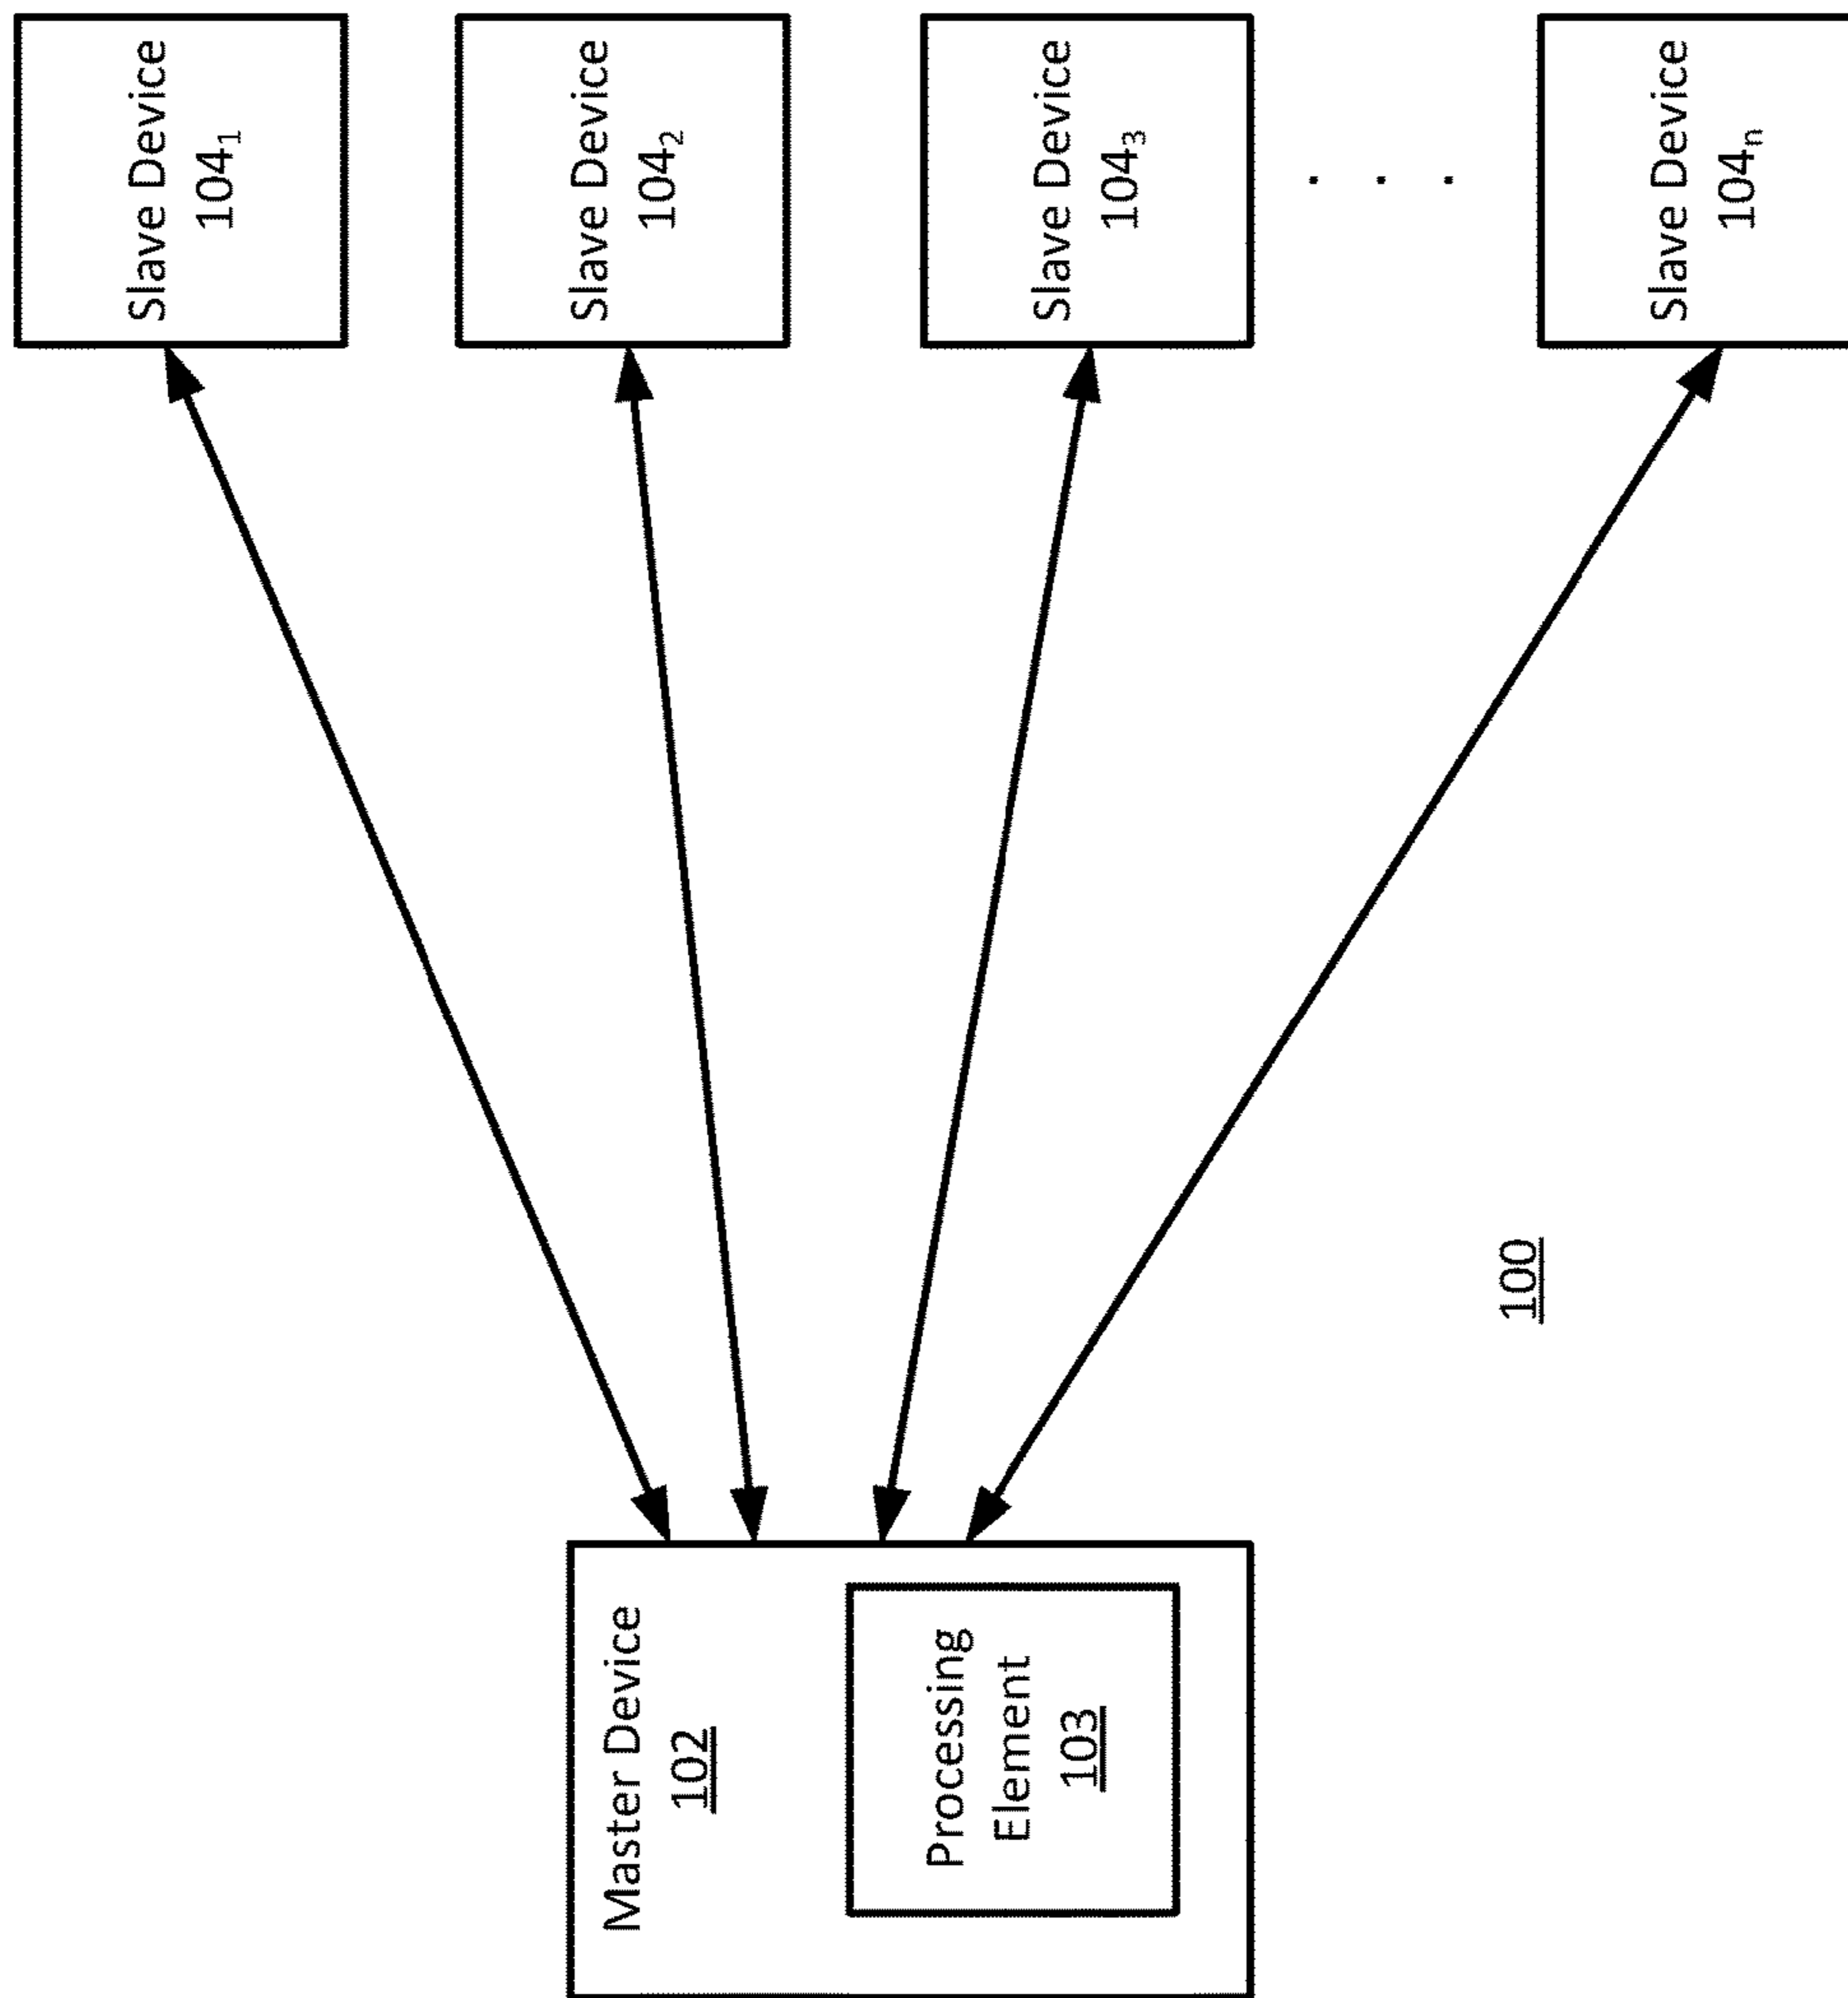 Master Device
102
Processing
Element
103
Slave Device
104₁
Slave Device
104₂
Slave Device
104₃
. . .
Slave Device
104ₙ
100